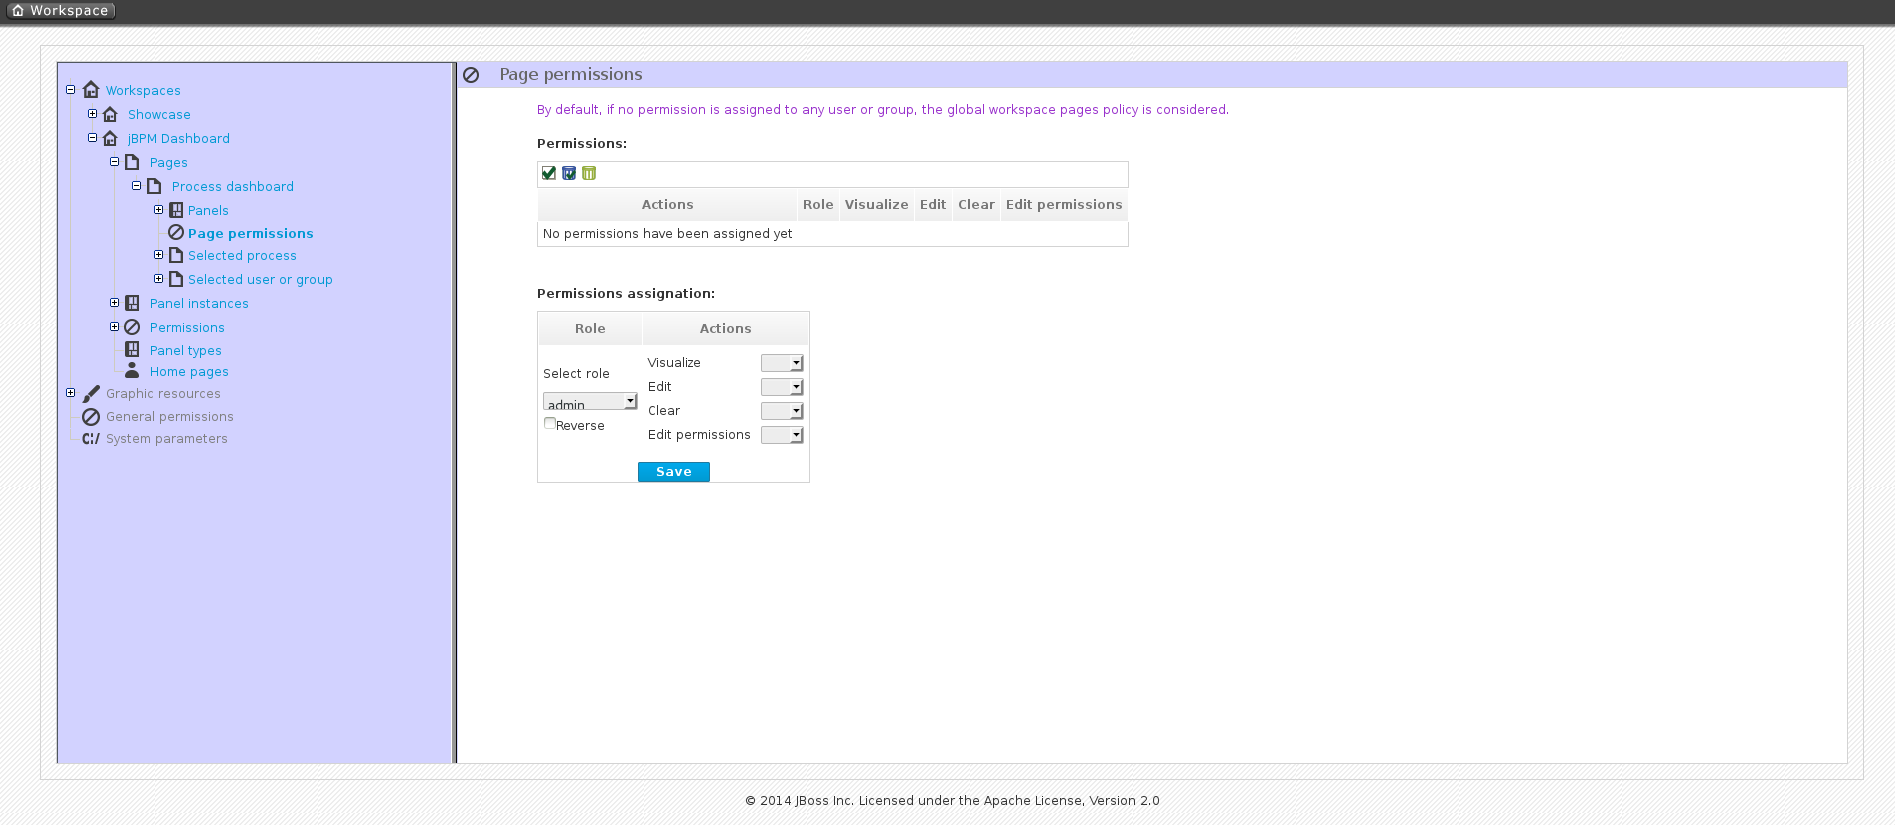 Workspace
Workspaces
Showcase
jBPM Dashboard
Pages
Process dashboard
Panels
Page permissions
Selected process
Selected user or group
Panel instances
Permissions
Panel types
Home pages
Graphic resources
General permissions
System parameters
Page permissions
By default, if no permission is assigned to any user or group, the global workspace pages policy is considered.
Permissions:
Actions Role Visualize Edit Clear Edit permissions
No permissions have been assigned yet
Permissions assignation:
Role Actions
Select role
admin
Reverse
Visualize
Edit
Clear
Edit permissions
Save
© 2014 JBoss Inc. Licensed under the Apache License, Version 2.0